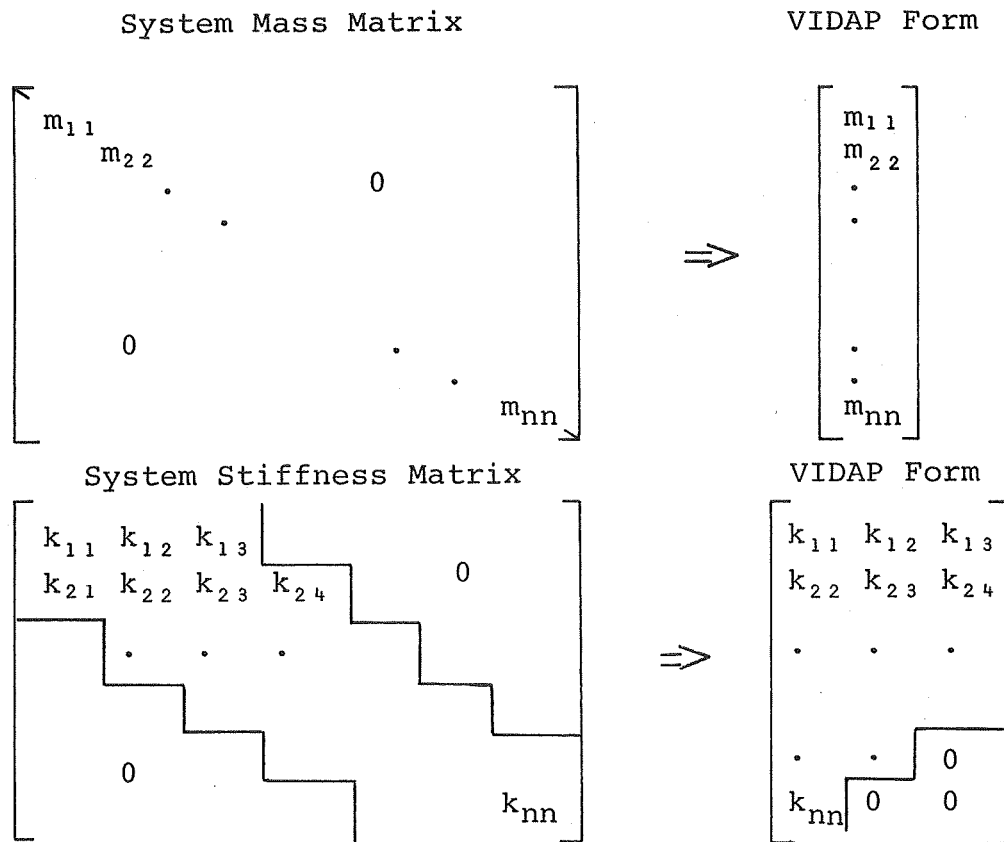 System Mass Matrix VIDAP Form
m11 m11
m22 m22
0
⇒
0
mnn mnn
System Stiffness Matrix VIDAP Form
k11 k12 k13 k11 k12 k13
0
k21 k22 k23 k24 k22 k23 k24
. . . ⇒ . . .
0 . . 0
knn knn 0 0